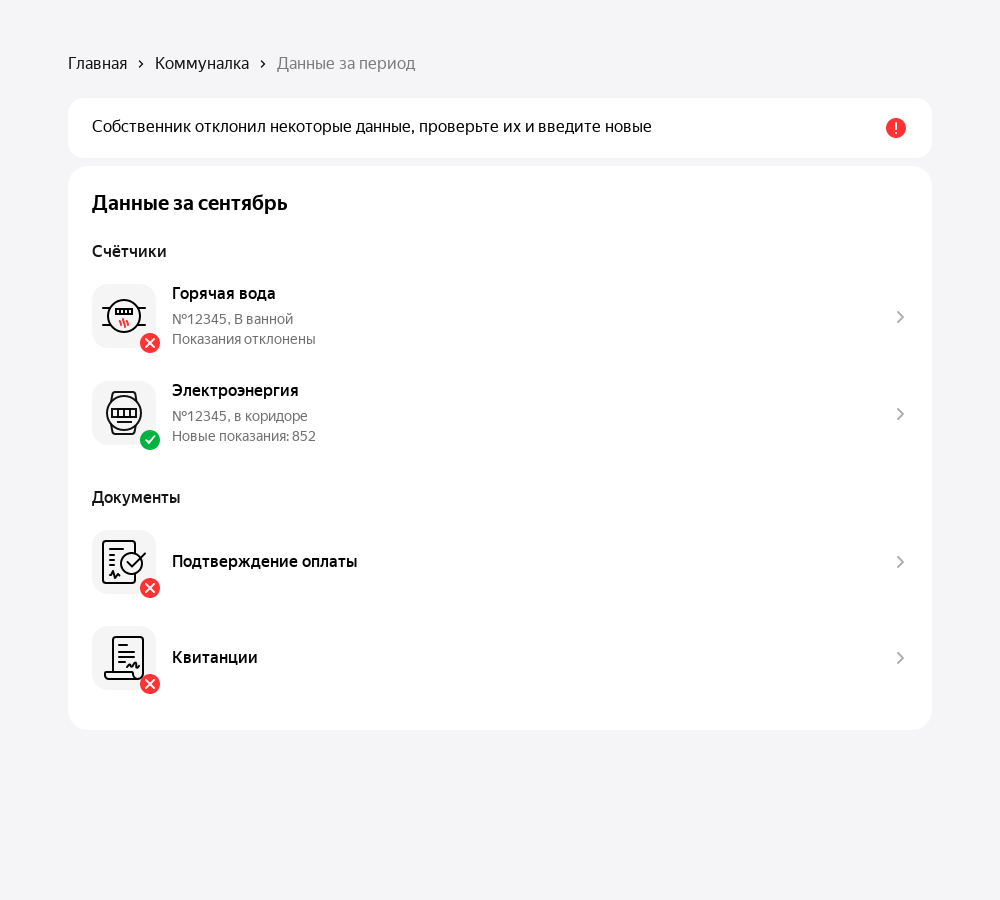 Главная › Коммуналка › Данные за период
Собственник отклонил некоторые данные, проверьте их и введите новые
Данные за сентябрь
Счётчики
Горячая вода
№12345, В ванной
Показания отклонены
Электроэнергия
№12345, в коридоре
Новые показания: 852
Документы
Подтверждение оплаты
Квитанции